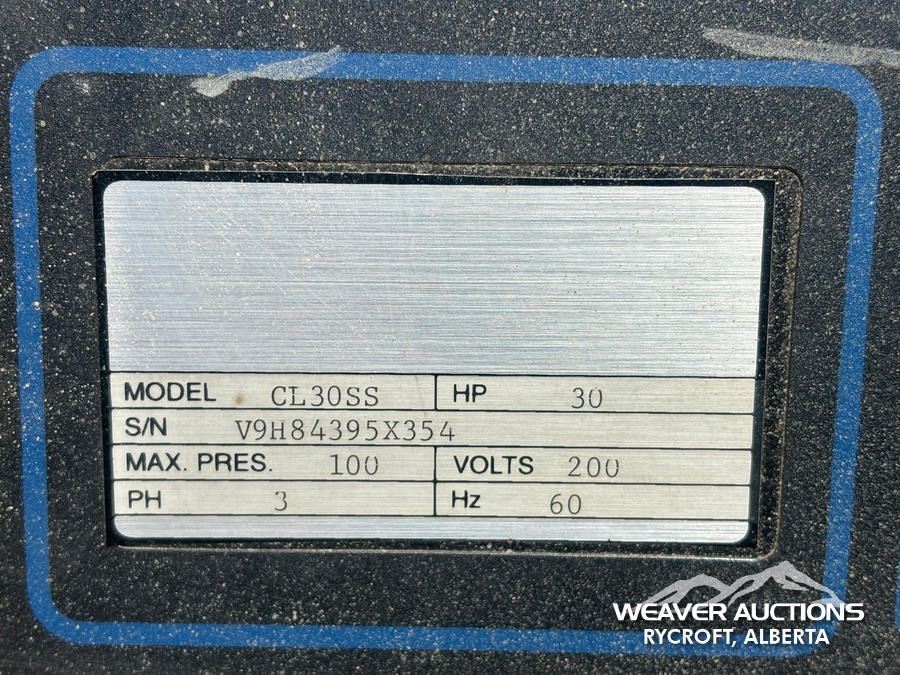 MODEL CL30SS HP 30
S/N V9H84395X354
MAX. PRES. 100 VOLTS 200
PH 3 Hz 60
WEAVER AUCTIONS
RYCROFT, ALBERTA